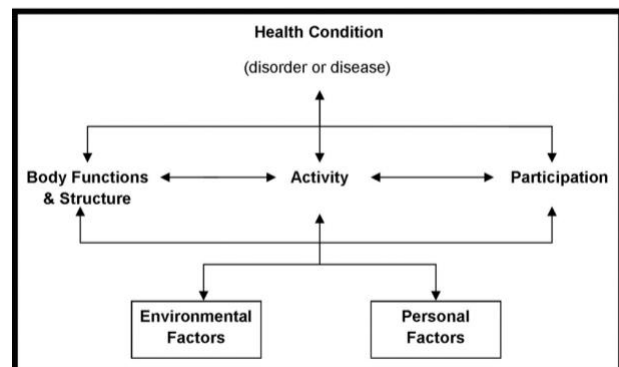 Health Condition
(disorder or disease)
Body Functions
& Structure
Activity
Participation
Environmental
Factors
Personal
Factors